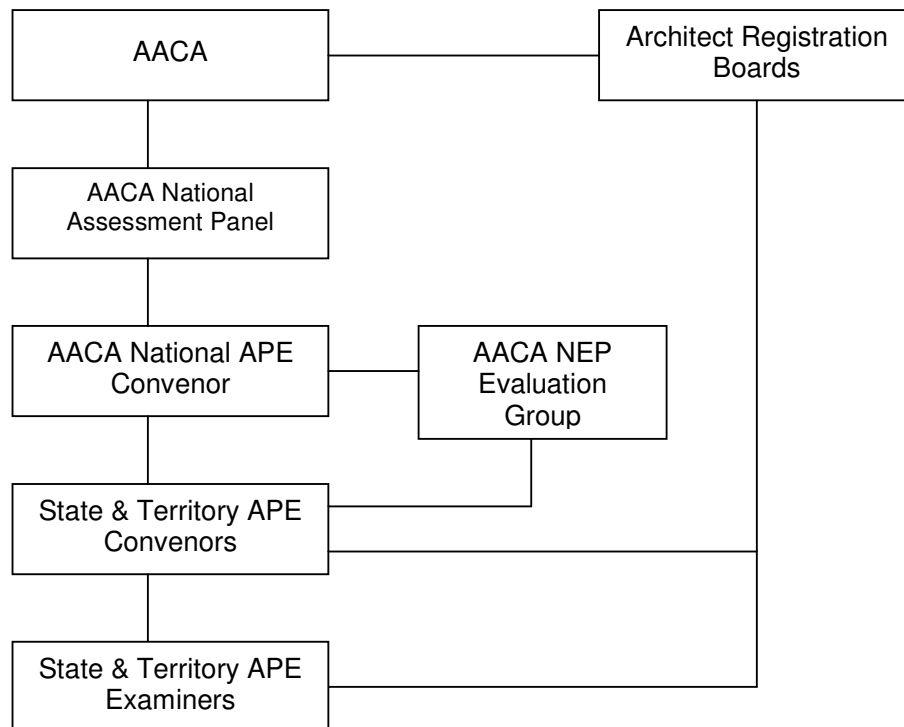 AACA
Architect Registration
Boards
AACA National
Assessment Panel
AACA National APE
Convenor
AACA NEP
Evaluation
Group
State & Territory APE
Convenors
State & Territory APE
Examiners